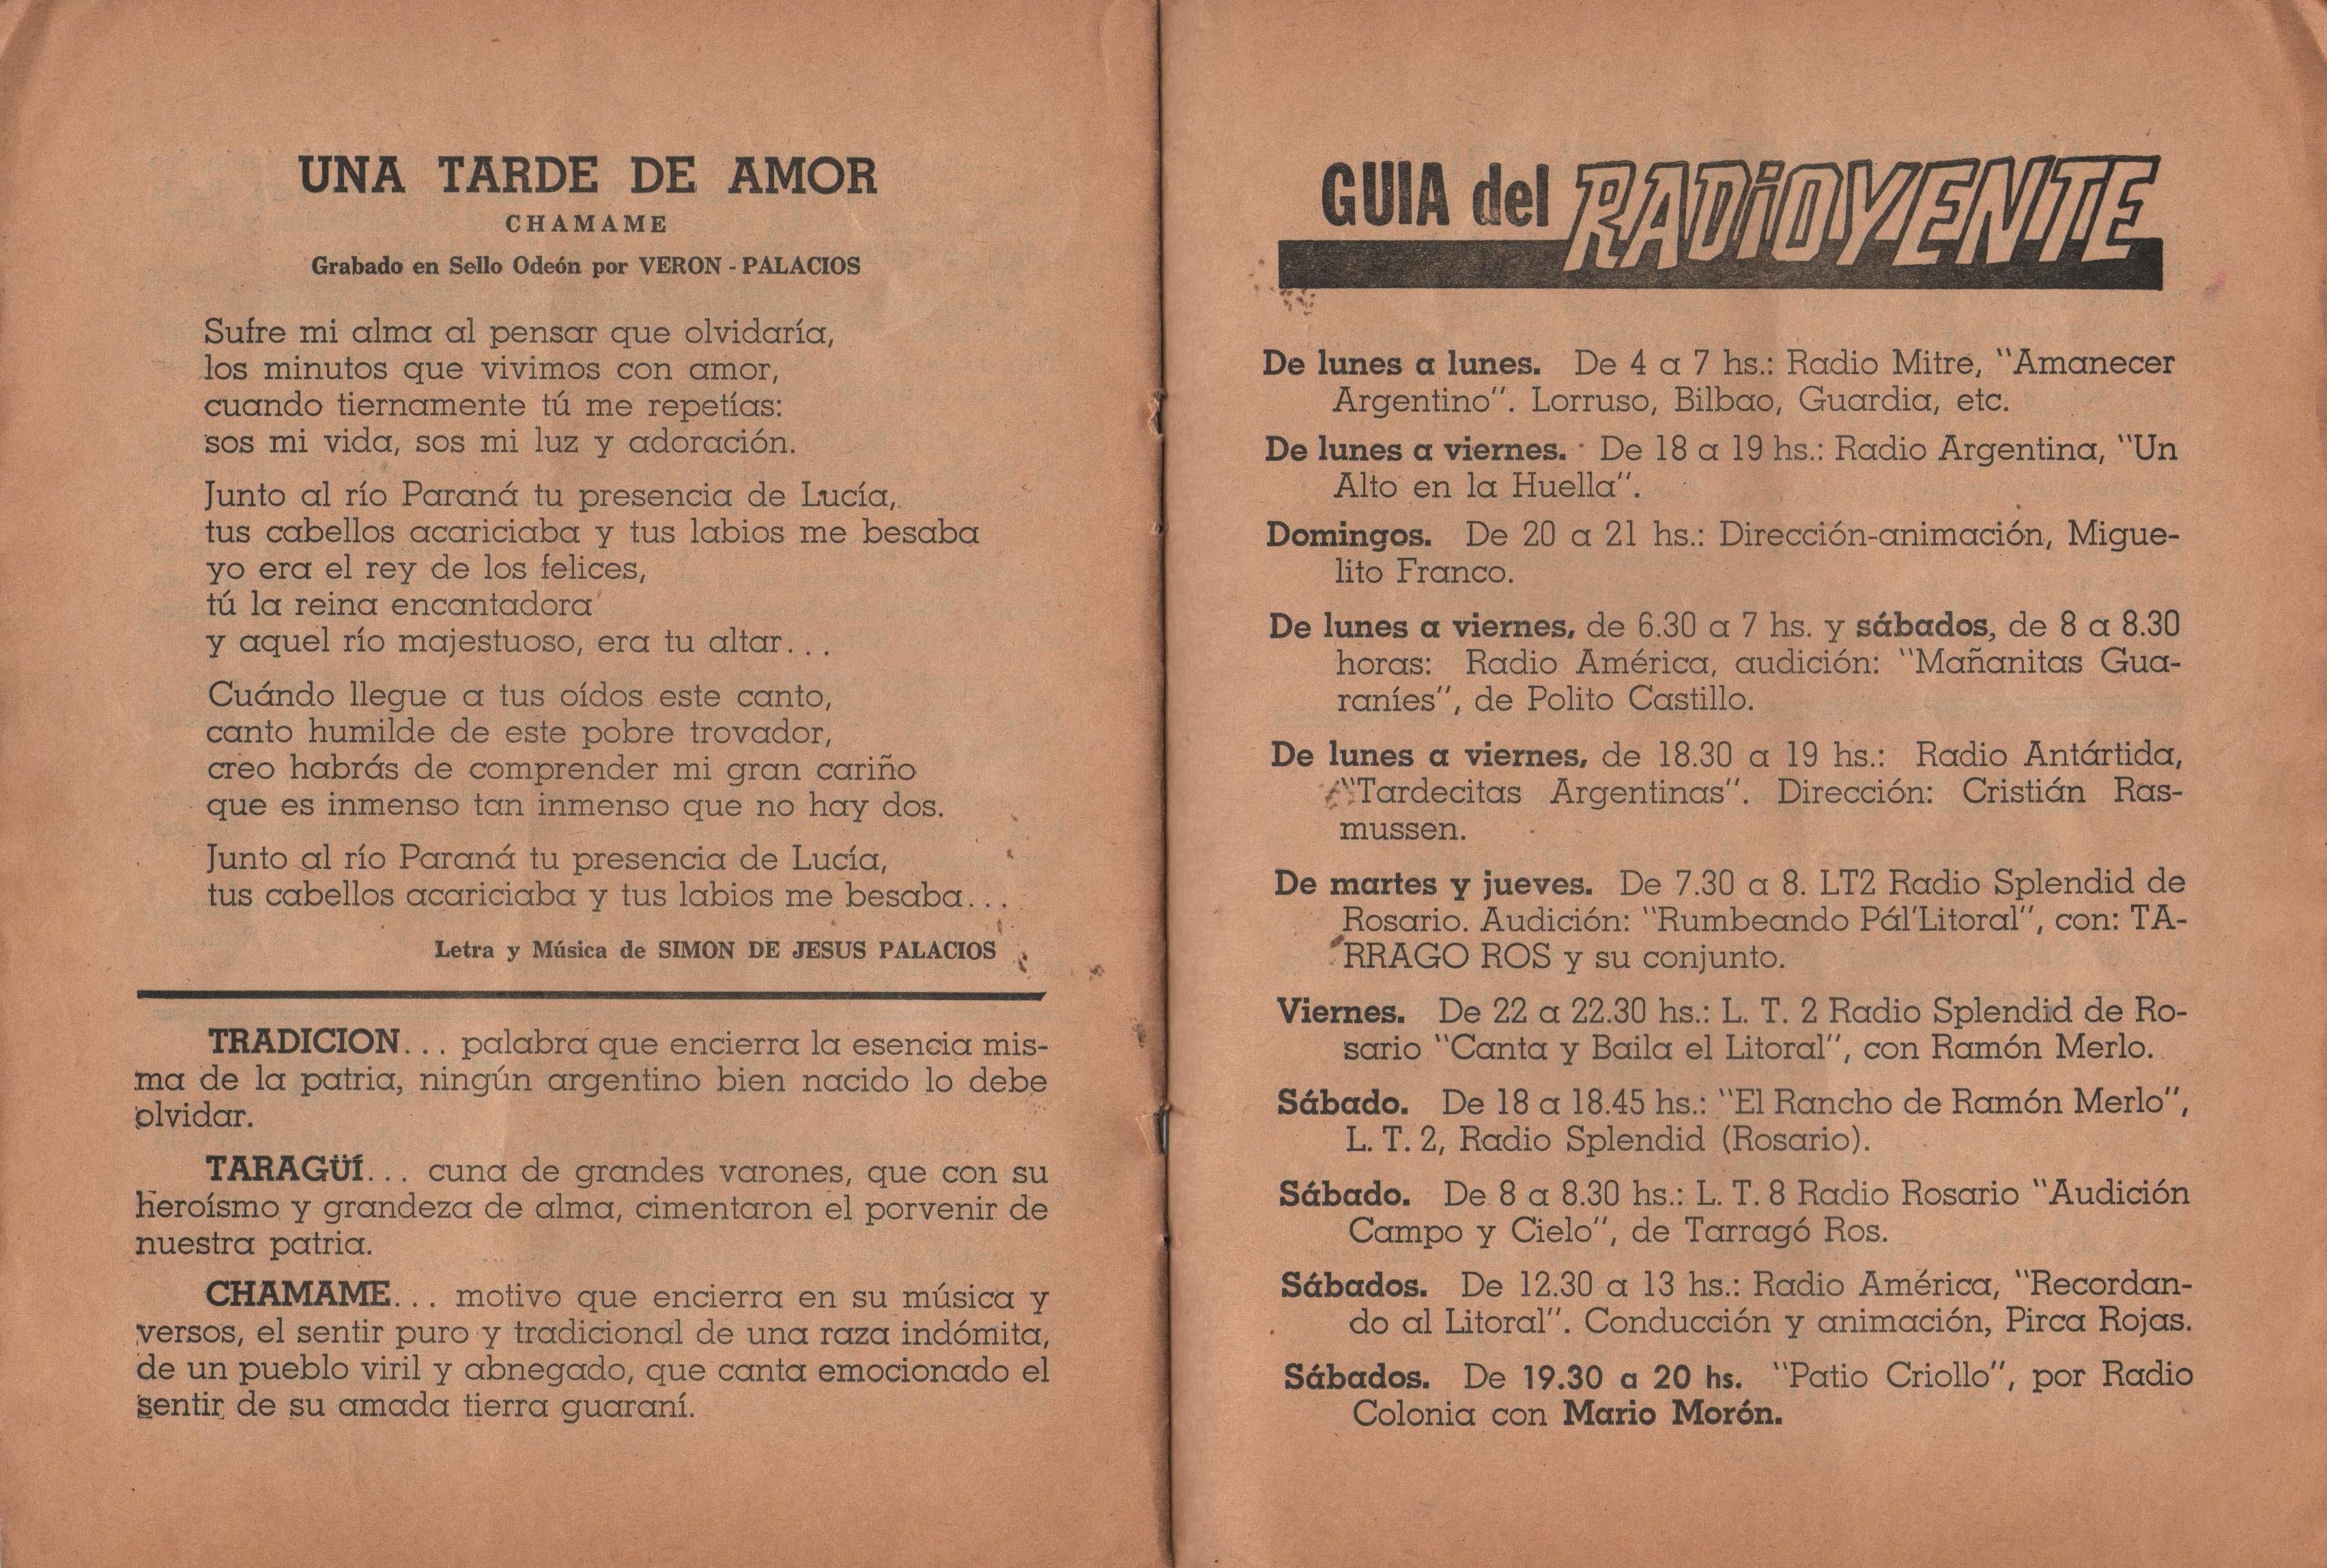 UNA TARDE DE AMOR
CHAMAME
Grabado en Sello Odeón por VERON - PALACIOS
Sufre mi alma al pensar que olvidaría,
los minutos que vivimos con amor,
cuando tiernamente tú me repetías:
sos mi vida, sos mi luz y adoración.
Junto al río Paraná tu presencia de Lucía,
tus cabellos acariciaba y tus labios me besaba
yo era el rey de los felices,
tú la reina encantadora
y aquel río majestuoso, era tu altar...
Cuándo llegue a tus oídos este canto,
canto humilde de este pobre trovador,
creo habrás de comprender mi gran cariño
que es inmenso tan inmenso que no hay dos.
Junto al río Paraná tu presencia de Lucía,
tus cabellos acariciaba y tus labios me besaba...
Letra y Música de SIMON DE JESUS PALACIOS
TRADICION... palabra que encierra la esencia mis-
ma de la patria, ningún argentino bien nacido lo debe
olvidar.
TARAGÜÍ... cuna de grandes varones, que con su
heroísmo y grandeza de alma, cimentaron el porvenir de
nuestra patria.
CHAMAME... motivo que encierra en su música y
versos, el sentir puro y tradicional de una raza indómita,
de un pueblo viril y abnegado, que canta emocionado el
sentir de su amada tierra guaraní.
GUIA del RADiOYENTE
De lunes a lunes. De 4 a 7 hs.: Radio Mitre, "Amanecer
Argentino". Lorruso, Bilbao, Guardia, etc.
De lunes a viernes. De 18 a 19 hs.: Radio Argentina, "Un
Alto en la Huella".
Domingos. De 20 a 21 hs.: Dirección-animación, Migue-
lito Franco.
De lunes a viernes, de 6.30 a 7 hs. y sábados, de 8 a 8.30
horas: Radio América, audición: "Mañanitas Gua-
raníes", de Polito Castillo.
De lunes a viernes, de 18.30 a 19 hs.: Radio Antártida,
"Tardecitas Argentinas". Dirección: Cristián Ras-
mussen.
De martes y jueves. De 7.30 a 8. LT2 Radio Splendid de
Rosario. Audición: "Rumbeando Pál'Litoral", con: TA-
RRAGO ROS y su conjunto.
Viernes. De 22 a 22.30 hs.: L. T. 2 Radio Splendid de Ro-
sario "Canta y Baila el Litoral", con Ramón Merlo.
Sábado. De 18 a 18.45 hs.: "El Rancho de Ramón Merlo",
L. T. 2, Radio Splendid (Rosario).
Sábado. De 8 a 8.30 hs.: L. T. 8 Radio Rosario "Audición
Campo y Cielo", de Tarragó Ros.
Sábados. De 12.30 a 13 hs.: Radio América, "Recordan-
do al Litoral". Conducción y animación, Pirca Rojas.
Sábados. De 19.30 a 20 hs. "Patio Criollo", por Radio
Colonia con Mario Morón.